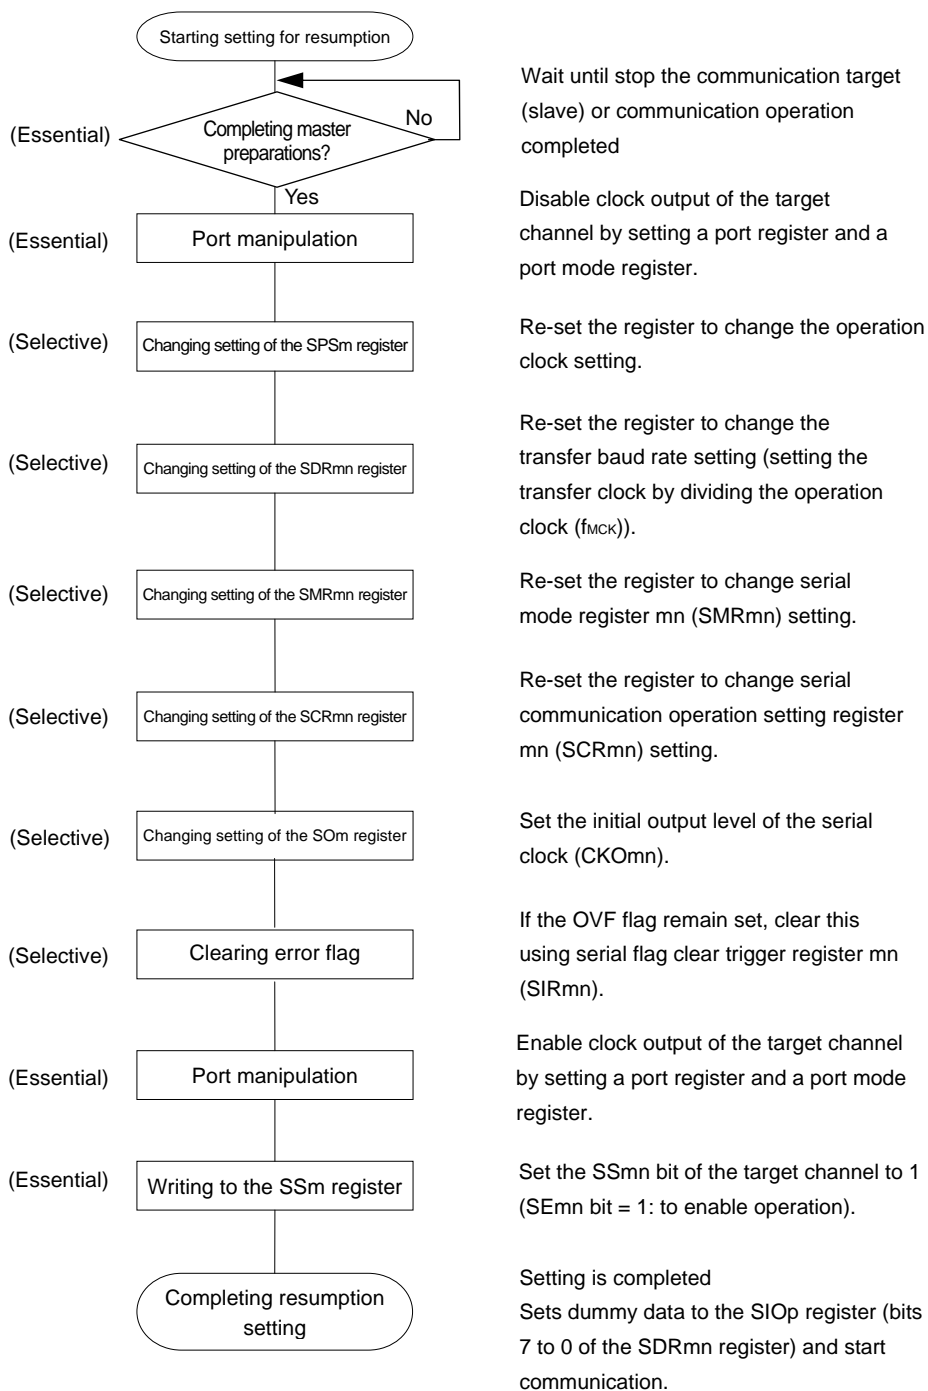 Starting setting for resumption
(Essential)
Completing master
preparations?
No
Yes
Wait until stop the communication target
(slave) or communication operation
completed
(Essential)
Port manipulation
Disable clock output of the target
channel by setting a port register and a
port mode register.
(Selective)
Changing setting of the SPSm register
Re-set the register to change the operation
clock setting.
(Selective)
Changing setting of the SDRmn register
Re-set the register to change the
transfer baud rate setting (setting the
transfer clock by dividing the operation
clock (fMCK)).
(Selective)
Changing setting of the SMRmn register
Re-set the register to change serial
mode register mn (SMRmn) setting.
(Selective)
Changing setting of the SCRmn register
Re-set the register to change serial
communication operation setting register
mn (SCRmn) setting.
(Selective)
Changing setting of the SOm register
Set the initial output level of the serial
clock (CKOmn).
(Selective)
Clearing error flag
If the OVF flag remain set, clear this
using serial flag clear trigger register mn
(SIRmn).
(Essential)
Port manipulation
Enable clock output of the target channel
by setting a port register and a port mode
register.
(Essential)
Writing to the SSm register
Set the SSmn bit of the target channel to 1
(SEmn bit = 1: to enable operation).
Completing resumption
setting
Setting is completed
Sets dummy data to the SIOp register (bits
7 to 0 of the SDRmn register) and start
communication.